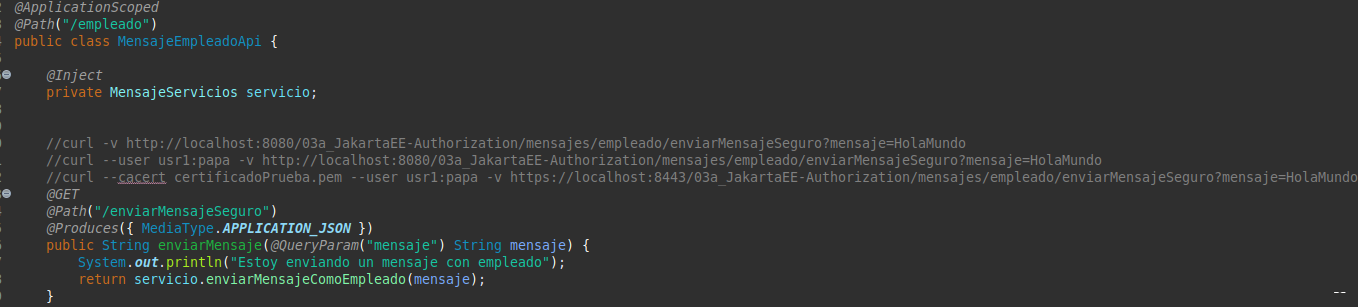 @ApplicationScoped
@Path("/empleado")
public class MensajeEmpleadoApi {
@Inject
private MensajeServicios servicio;
//curl -v http://localhost:8080/03a_JakartaEE-Authorization/mensajes/empleado/enviarMensajeSeguro?mensaje=HolaMundo
//curl --user usr1:papa -v http://localhost:8080/03a_JakartaEE-Authorization/mensajes/empleado/enviarMensajeSeguro?mensaje=HolaMundo
//curl --cacert certificadoPrueba.pem --user usr1:papa -v https://localhost:8443/03a_JakartaEE-Authorization/mensajes/empleado/enviarMensajeSeguro?mensaje=HolaMundo
@GET
@Path("/enviarMensajeSeguro")
@Produces({ MediaType.APPLICATION_JSON })
public String enviarMensaje(@QueryParam("mensaje") String mensaje) {
System.out.println("Estoy enviando un mensaje con empleado");
return servicio.enviarMensajeComoEmpleado(mensaje);
}